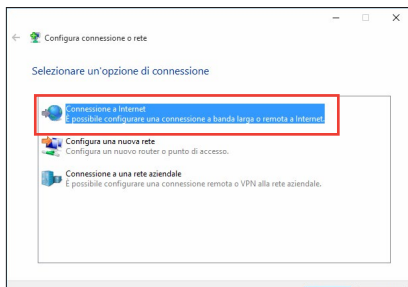 Configura connessione o rete
Selezionare un'opzione di connessione
Connessione a Internet
È possibile configurare una connessione a banda larga o remota a Internet.
Configura una nuova rete
Configura un nuovo router o punto di accesso.
Connessione a una rete aziendale
È possibile configurare una connessione remota o VPN alla rete aziendale.